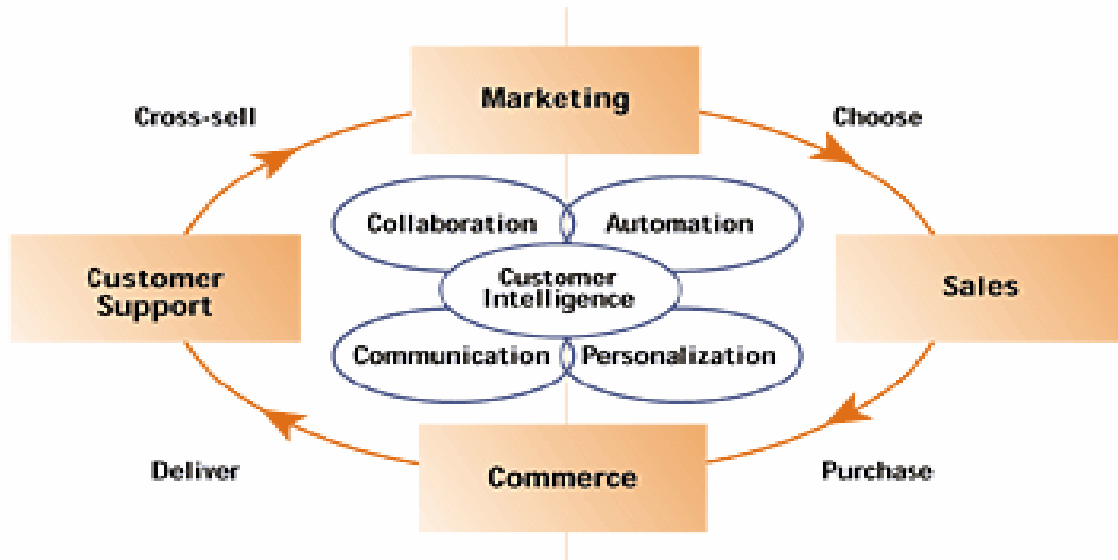 Marketing
Cross-sell
Choose
Collaboration
Automation
Customer
Support
Customer
Intelligence
Sales
Communication
Personalization
Deliver
Commerce
Purchase